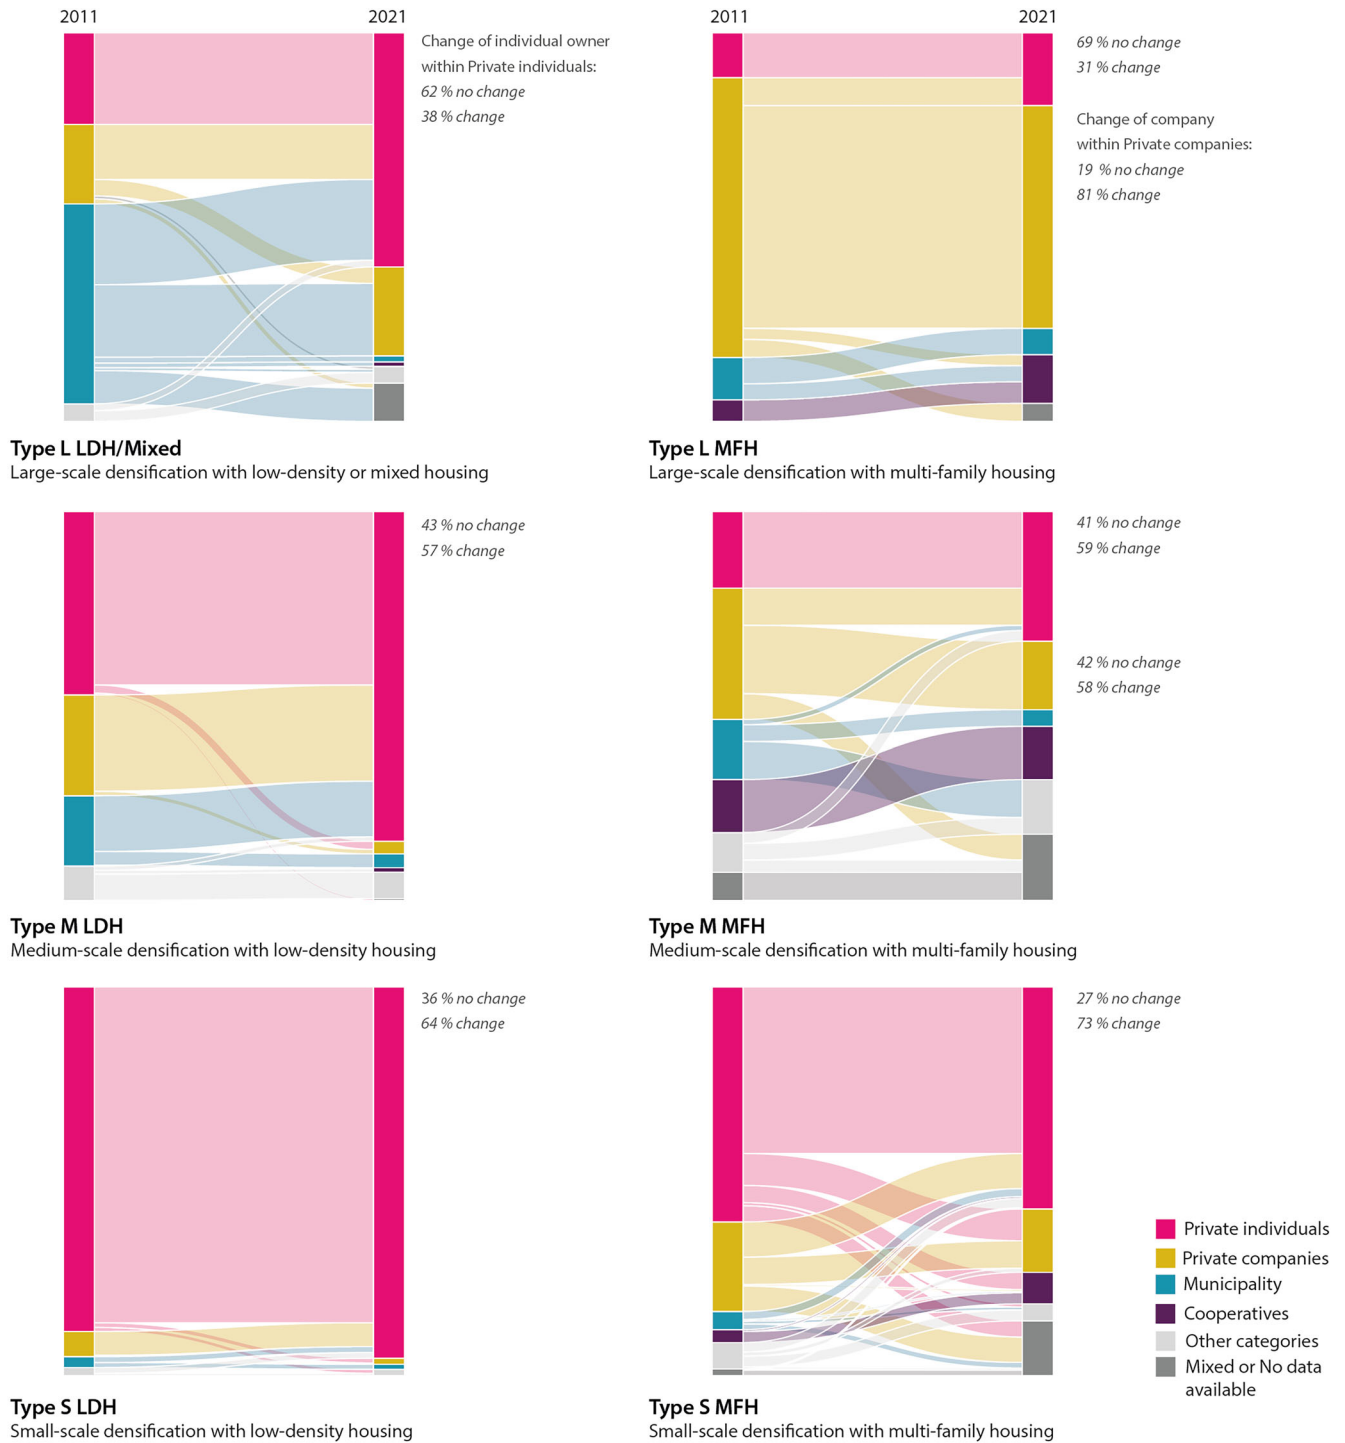 2011
2021
Change of individual owner
within Private individuals:
62 % no change
38 % change
Type L LDH/Mixed
Large-scale densification with low-density or mixed housing
2011
2021
69 % no change
31 % change
Change of company
within Private companies:
19 % no change
81 % change
Type L MFH
Large-scale densification with multi-family housing
43 % no change
57 % change
Type M LDH
Medium-scale densification with low-density housing
41 % no change
59 % change
42 % no change
58 % change
Type M MFH
Medium-scale densification with multi-family housing
36 % no change
64 % change
Type S LDH
Small-scale densification with low-density housing
27 % no change
73 % change
Type S MFH
Small-scale densification with multi-family housing
Private individuals
Private companies
Municipality
Cooperatives
Other categories
Mixed or No data
available